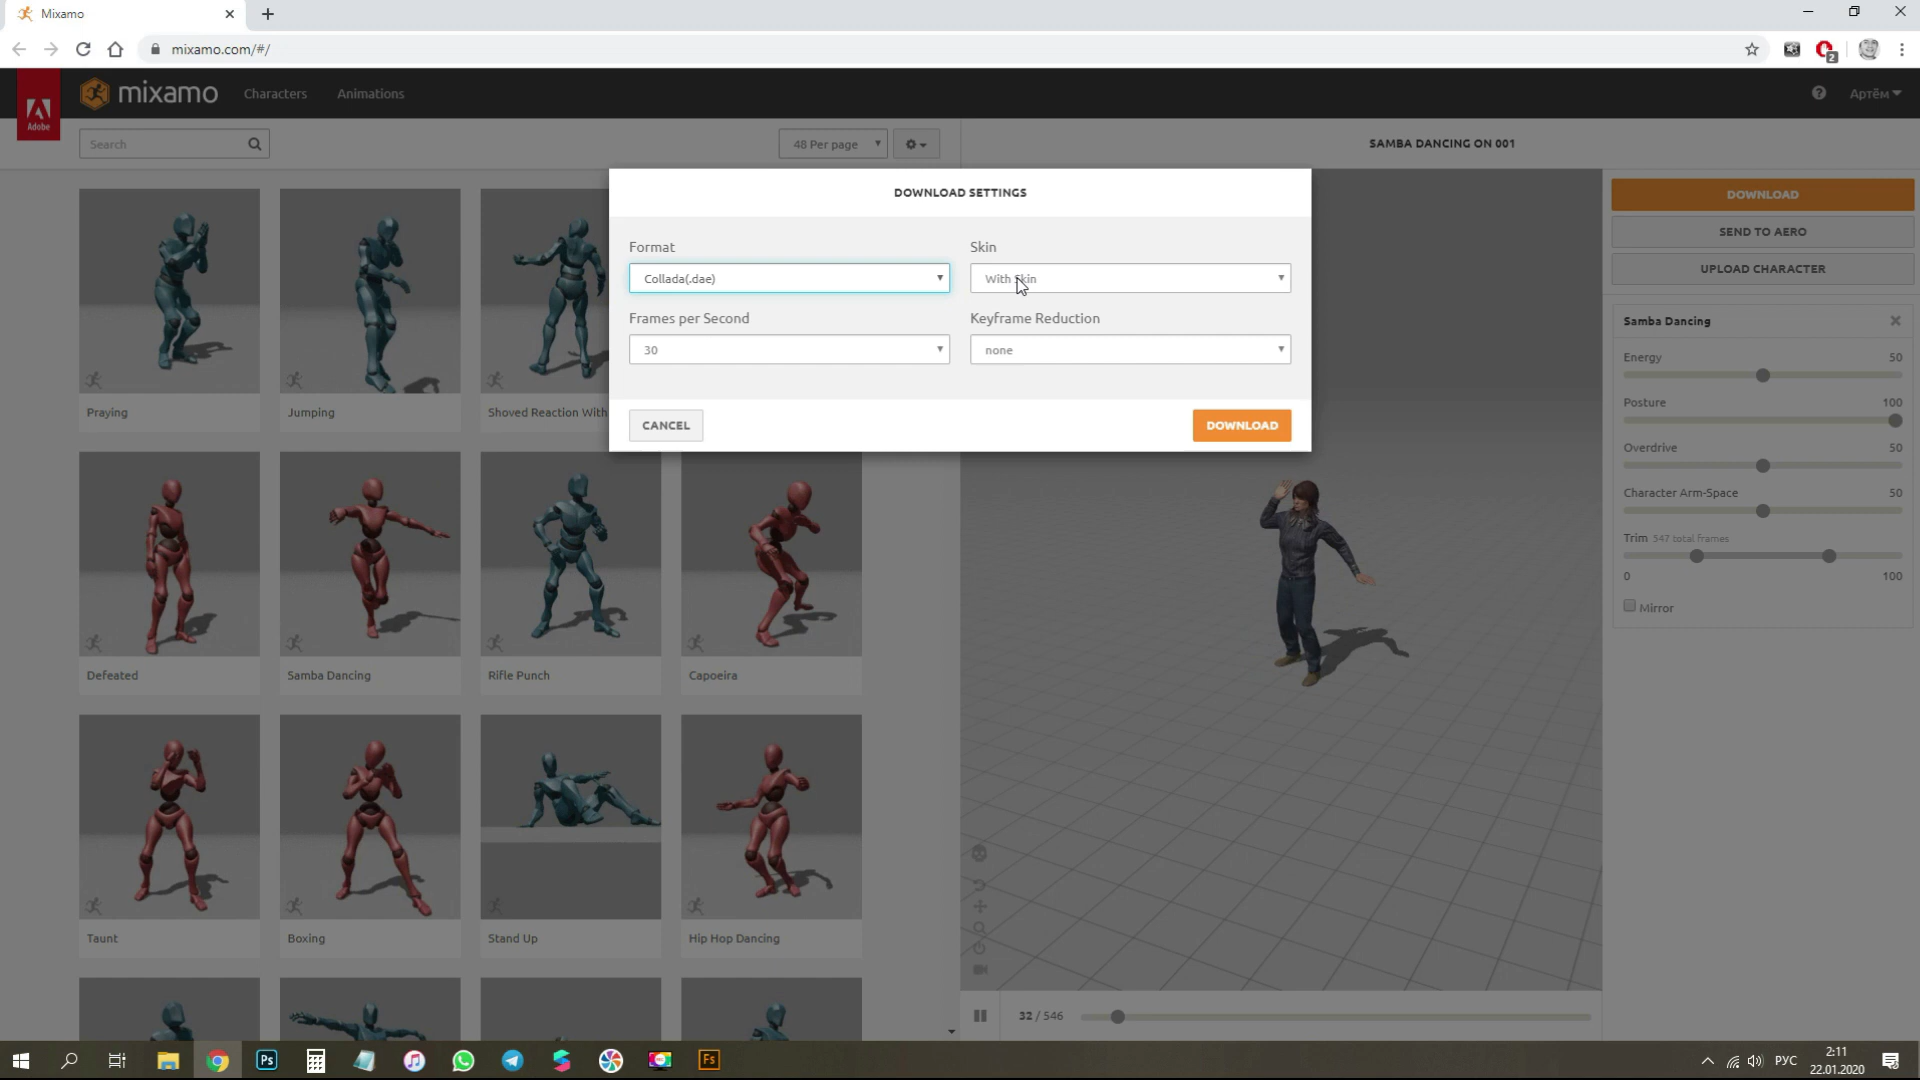 Mixamo
mixamo.com/#/
2
Adobe
mixamo
Characters
Animations
Артём
Search
48 Per page
SAMBA DANCING ON 001
DOWNLOAD SETTINGS
Format
Skin
Collada(.dae)
With Skin
Frames per Second
Keyframe Reduction
30
none
CANCEL
DOWNLOAD
DOWNLOAD
SEND TO AERO
UPLOAD CHARACTER
Samba Dancing
Energy
50
Posture
100
Overdrive
50
Character Arm-Space
50
Trim 547 total frames
0
100
Mirror
Praying
Jumping
Shoved Reaction With
Defeated
Samba Dancing
Rifle Punch
Capoeira
Taunt
Boxing
Stand Up
Hip Hop Dancing
32 / 546
Ps
Fs
РУС
2:11
22.01.2020